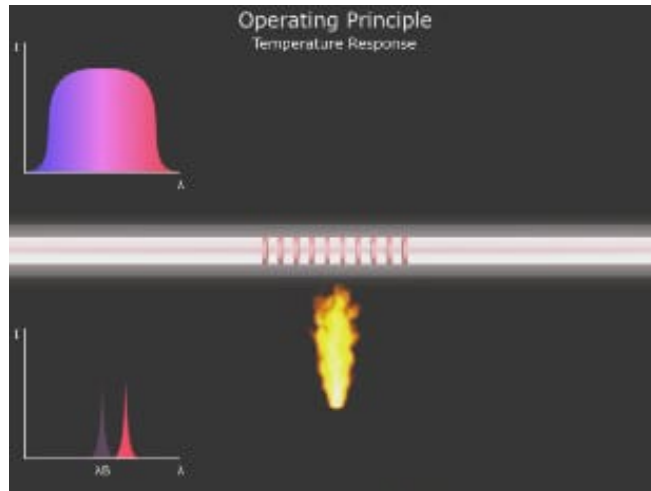 Operating Principle
Temperature Response
I
λ
I
λB
λ